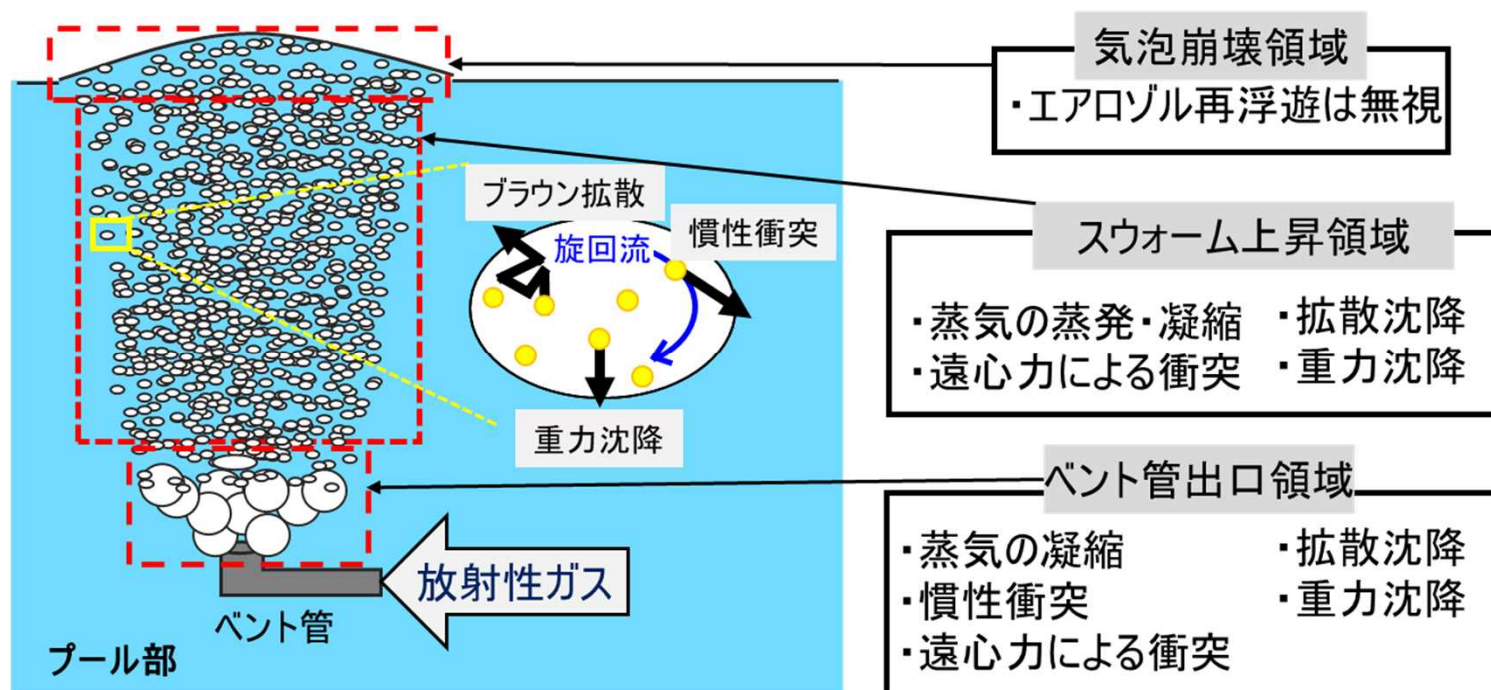 気泡崩壊領域
・エアロゾル再浮遊は無視
スウォーム上昇領域
・蒸気の蒸発・凝縮
・拡散沈降
・遠心力による衝突
・重力沈降
ベント管出口領域
・蒸気の凝縮
・拡散沈降
・慣性衝突
・重力沈降
・遠心力による衝突
ブラウン拡散
慣性衝突
旋回流
重力沈降
放射性ガス
ベント管
プール部